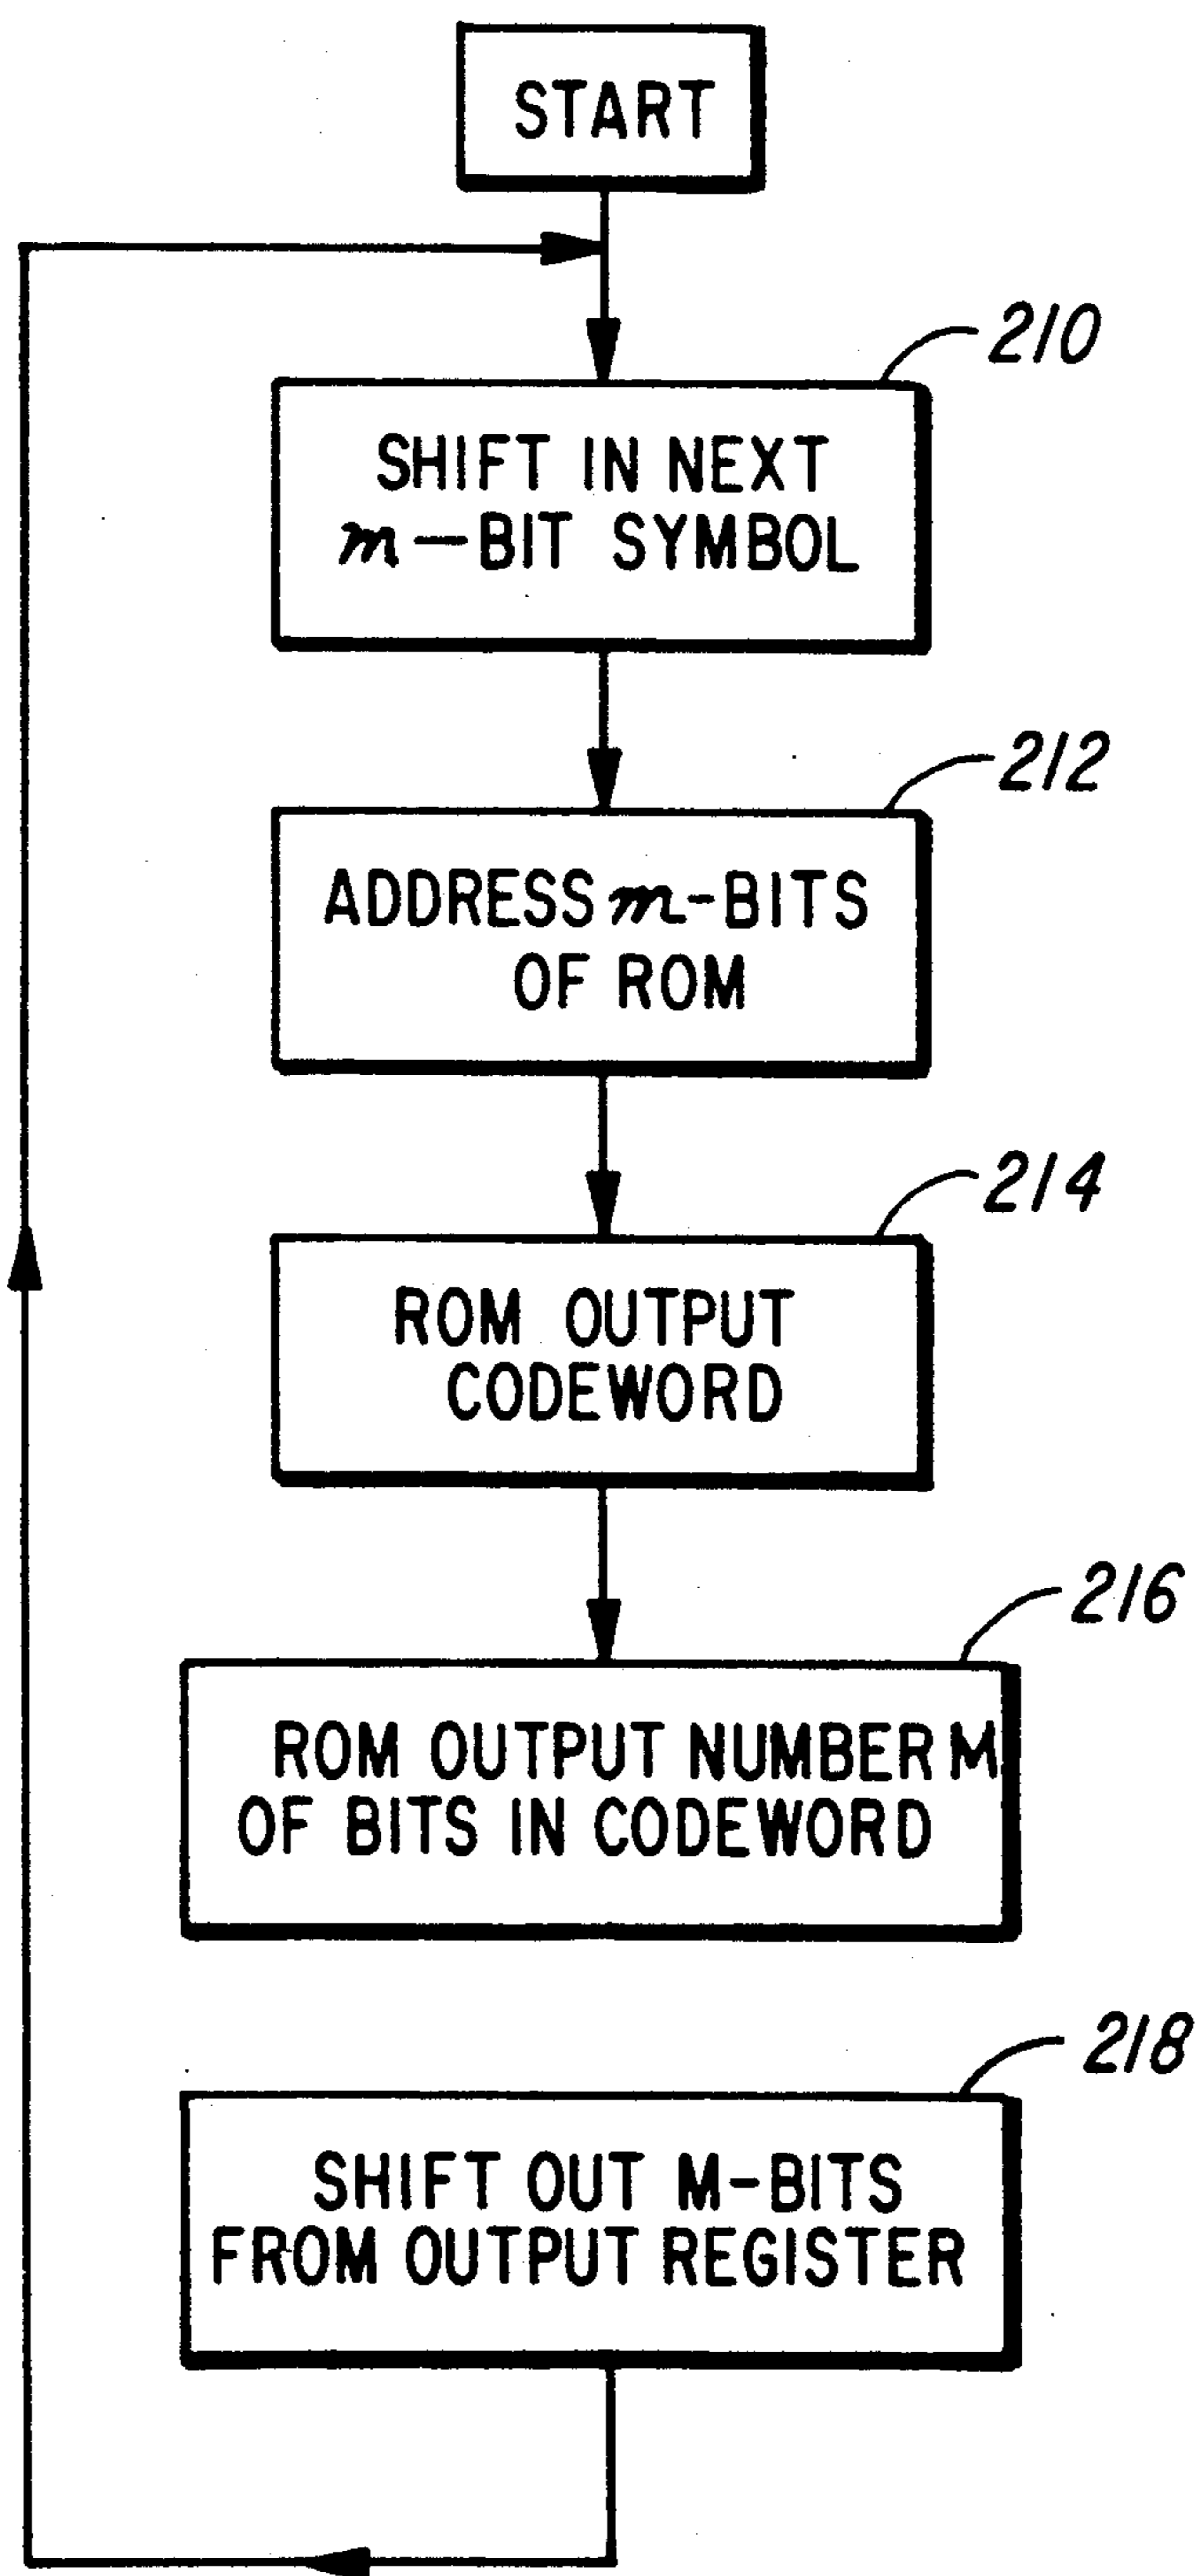 START
210
SHIFT IN NEXT
m-BIT SYMBOL
212
ADDRESS m-BITS
OF ROM
214
ROM OUTPUT
CODEWORD
216
ROM OUTPUT NUMBER M
OF BITS IN CODEWORD
218
SHIFT OUT M-BITS
FROM OUTPUT REGISTER